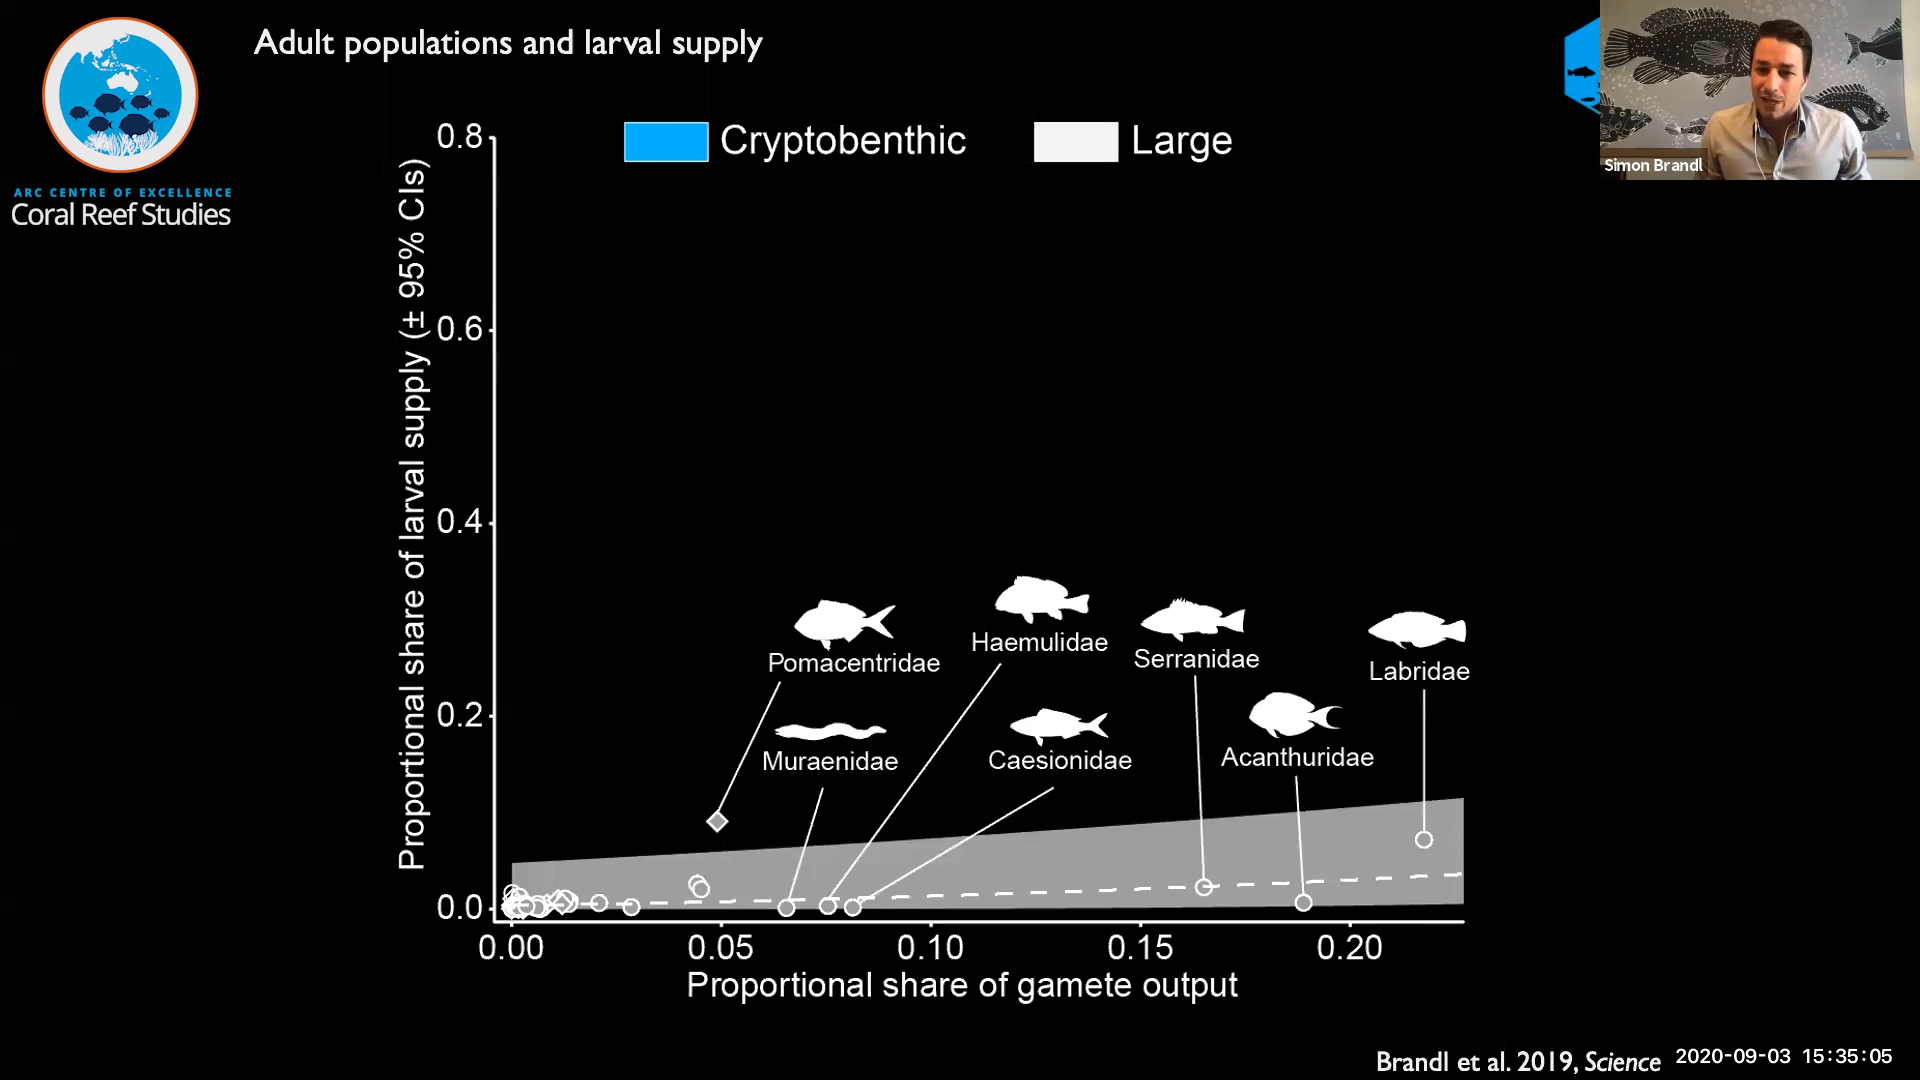 Adult populations and larval supply
ARC CENTRE OF EXCELLENCE
Coral Reef Studies
Simon Brandl
Cryptobenthic
Large
Proportional share of larval supply (± 95% CIs)
0.8
0.6
0.4
0.2
0.0
Pomacentridae
Haemulidae
Serranidae
Labridae
Muraenidae
Caesionidae
Acanthuridae
0.00 0.05 0.10 0.15 0.20
Proportional share of gamete output
Brandl et al. 2019, Science
2020-09-03 15:35:05